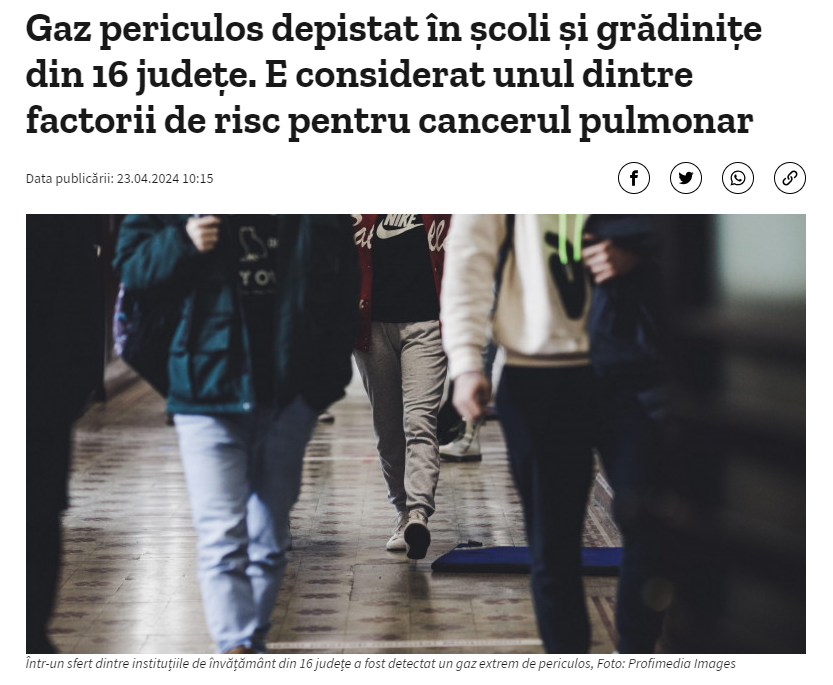 Gaz periculos depistat în școli și grădinițe
din 16 județe. E considerat unul dintre
factorii de risc pentru cancerul pulmonar
Data publicării: 23.04.2024 10:15
NIKE
Într-un sfert dintre instituțiile de învățământ din 16 județe a fost detectat un gaz extrem de periculos, Foto: Profimedia Images